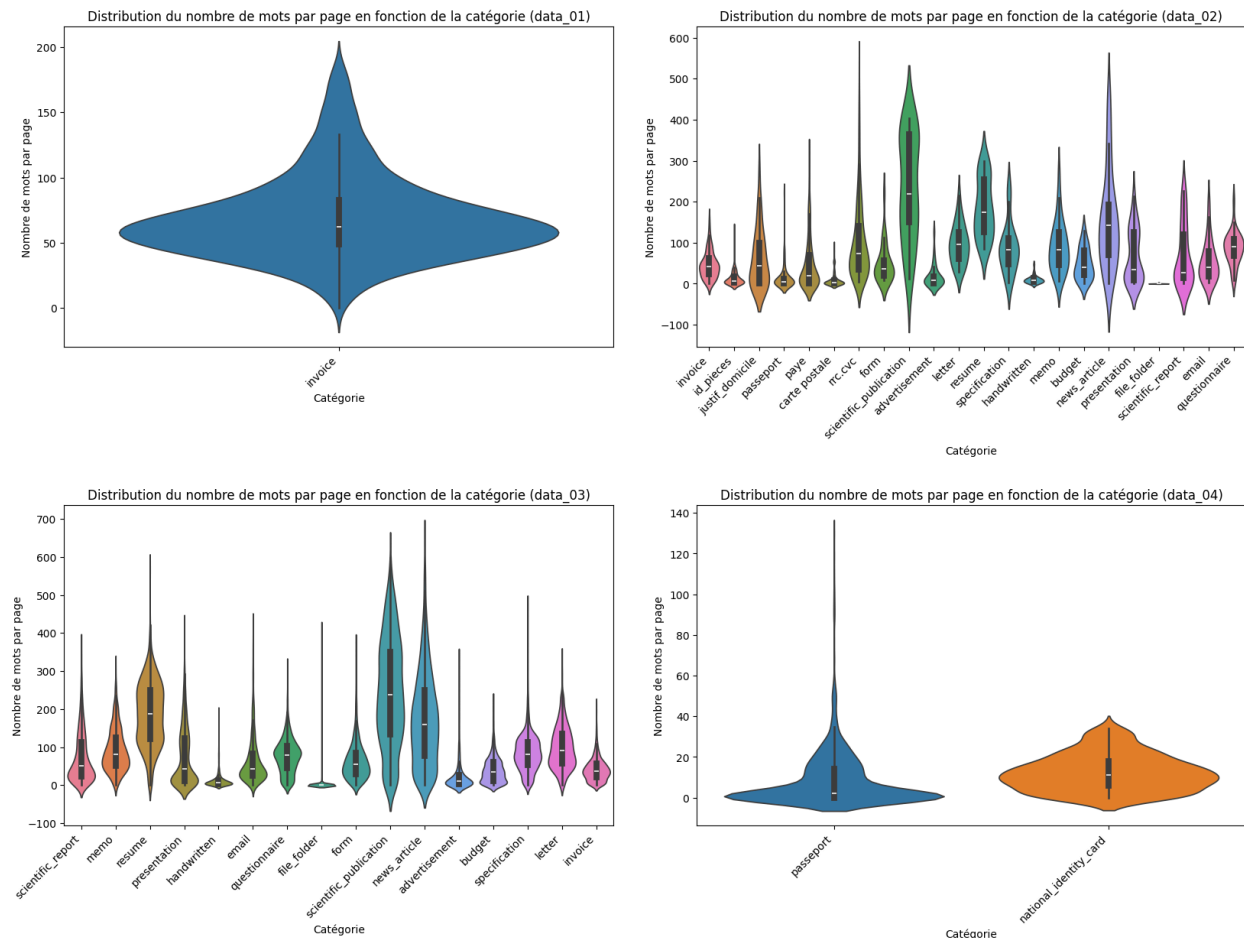 Distribution du nombre de mots par page en fonction de la catégorie (data_01)
Nombre de mots par page
200
150
100
50
0
invoice
Catégorie
Distribution du nombre de mots par page en fonction de la catégorie (data_02)
Nombre de mots par page
600
500
400
300
200
100
0
−100
invoice
id_pieces
justif_domicile
passeport
paye
carte postale
rrc.cvc
form
scientific_publication
advertisement
letter
resume
specification
handwritten
memo
budget
news_article
presentation
file_folder
scientific_report
email
questionnaire
Catégorie
Distribution du nombre de mots par page en fonction de la catégorie (data_03)
Nombre de mots par page
700
600
500
400
300
200
100
0
−100
scientific_report
memo
resume
presentation
handwritten
email
questionnaire
file_folder
form
scientific_publication
news_article
advertisement
budget
specification
letter
invoice
Catégorie
Distribution du nombre de mots par page en fonction de la catégorie (data_04)
Nombre de mots par page
140
120
100
80
60
40
20
0
passeport
national_identity_card
Catégorie